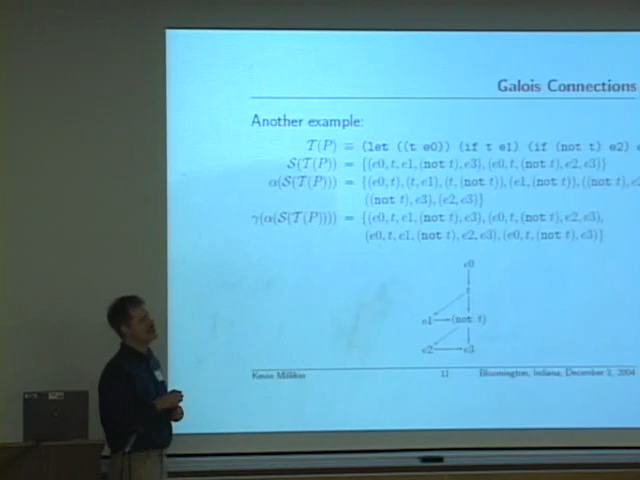 Galois Connections
Another example:
T(P) = (let ((t e0)) (if t e1) (if (not t) e2) e
S(T(P)) = {(e0, t, e1, (not t), e3), (e0, t, (not t), e2, e3)}
α(S(T(P))) = {(e0, t), (t, e1), (t, (not t)), (e1, (not t)), ((not t), e2
((not t), e3), (e2, e3)}
γ(α(S(T(P)))) = {(e0, t, e1, (not t), e3), (e0, t, (not t), e2, e3),
(e0, t, e1, (not t), e2, e3), (e0, t, (not t), e3)}
e0
t
e1 (not t)
e2 e3
Kevin Millikin 11 Bloomington, Indiana, December 2, 2004